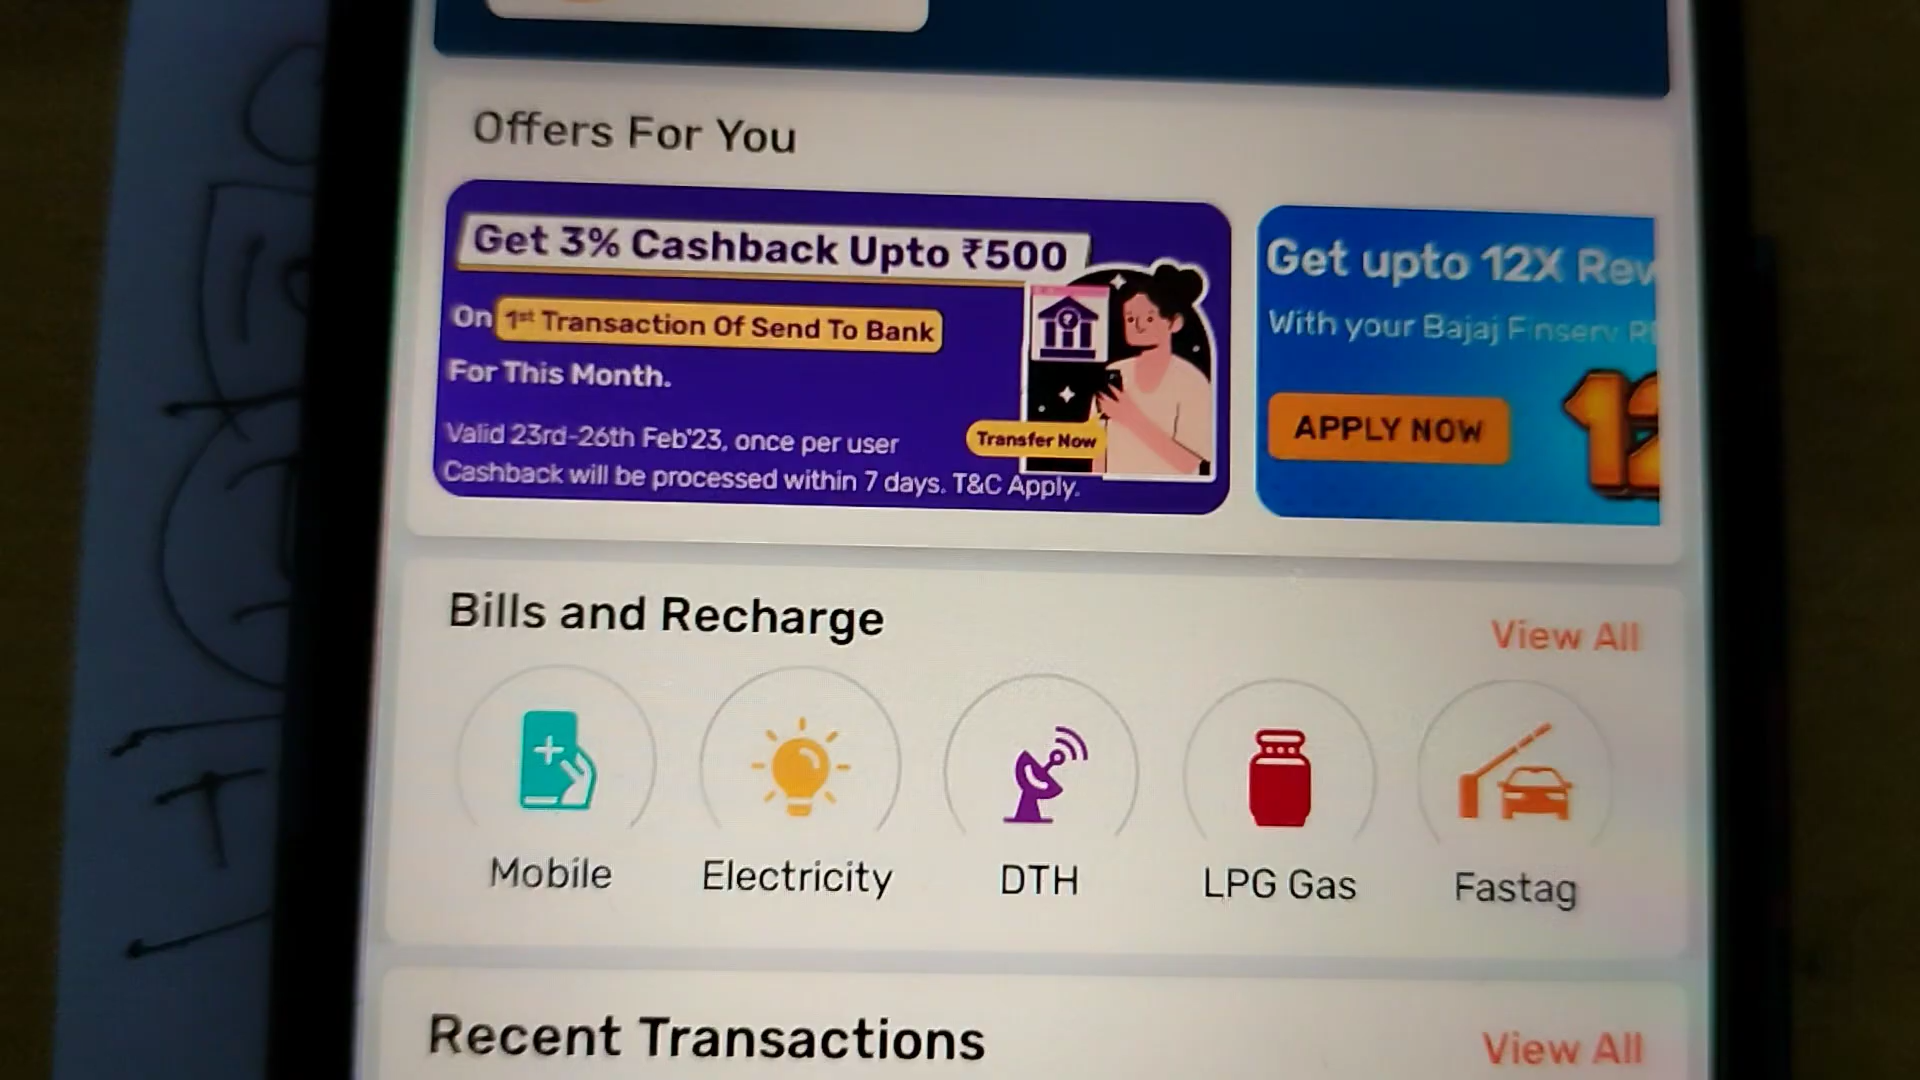 Offers For You
Get 3% Cashback Upto ₹500
On 1st Transaction Of Send To Bank
For This Month.
Valid 23rd-26th Feb'23, once per user
Transfer Now
Cashback will be processed within 7 days. T&C Apply.
Get upto 12X
With your Bajaj Finserv
APPLY NOW
12
Bills and Recharge
View All
Mobile
Electricity
DTH
LPG Gas
Fastag
Recent Transactions
View All